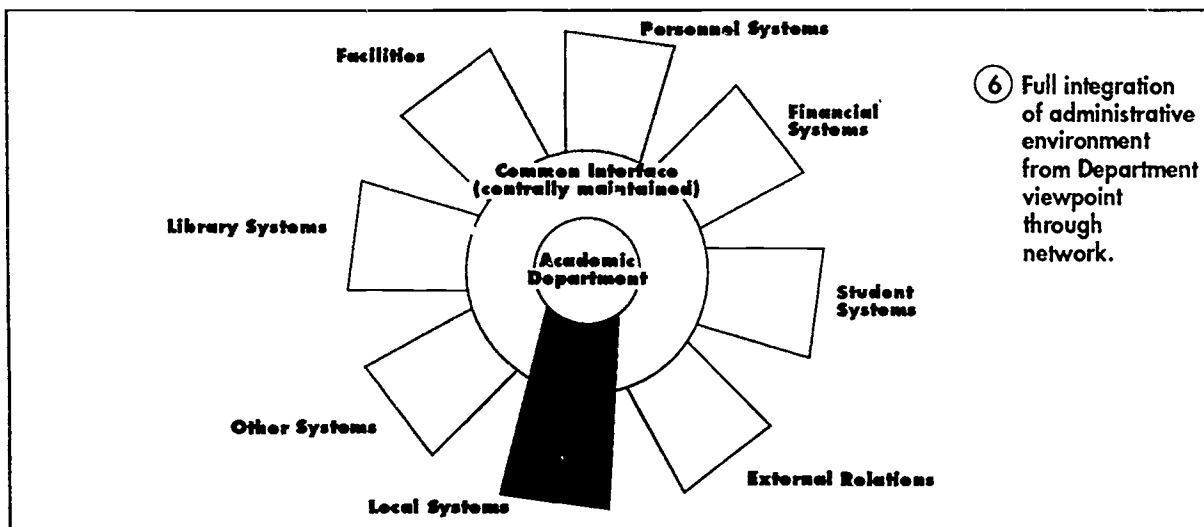 Personnel Systems
Facilities
Financial
Systems
6 Full integration
of administrative
environment
from Department
viewpoint
through
network.
Common Interface
(centrally maintained)
Library Systems
Academic
Department
Student
Systems
Other Systems
External Relations
Local Systems